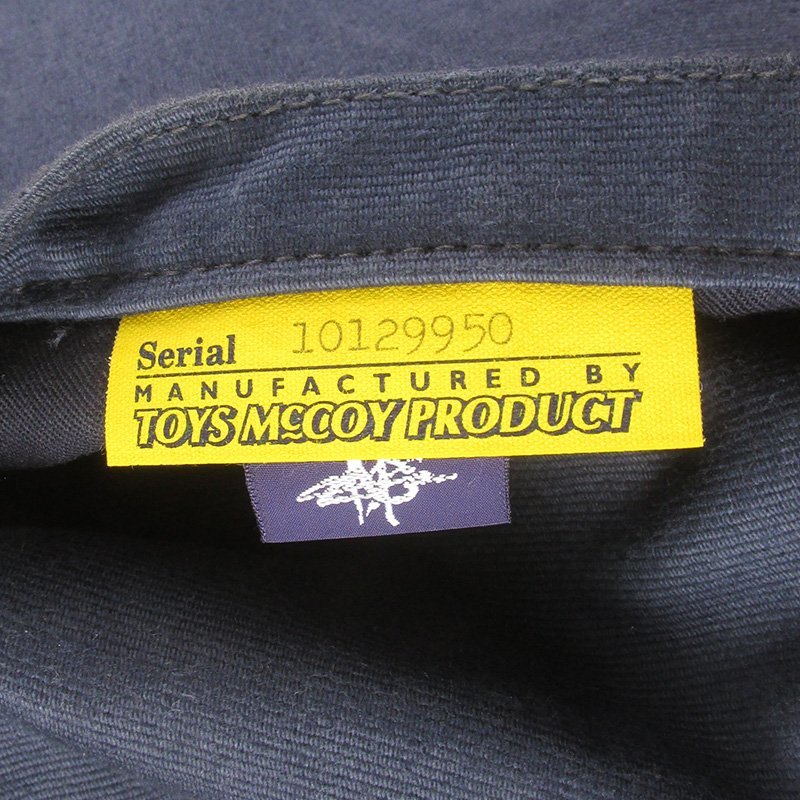 Serial 10129950
MANUFACTURED BY
TOYS McCOY PRODUCT